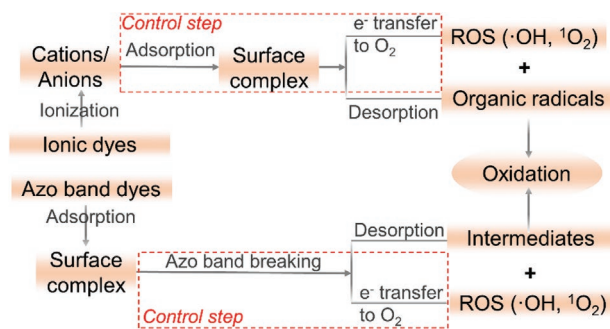 Control step
Cations/
Anions
Adsorption
Surface
complex
e⁻ transfer
to O₂
ROS (·OH, ¹O₂)
+
Desorption
Organic radicals
Ionization
Ionic dyes
Oxidation
Azo band dyes
Adsorption
Surface
complex
Azo band breaking
Desorption
Intermediates
+
e⁻ transfer
to O₂
ROS (·OH, ¹O₂)
Control step